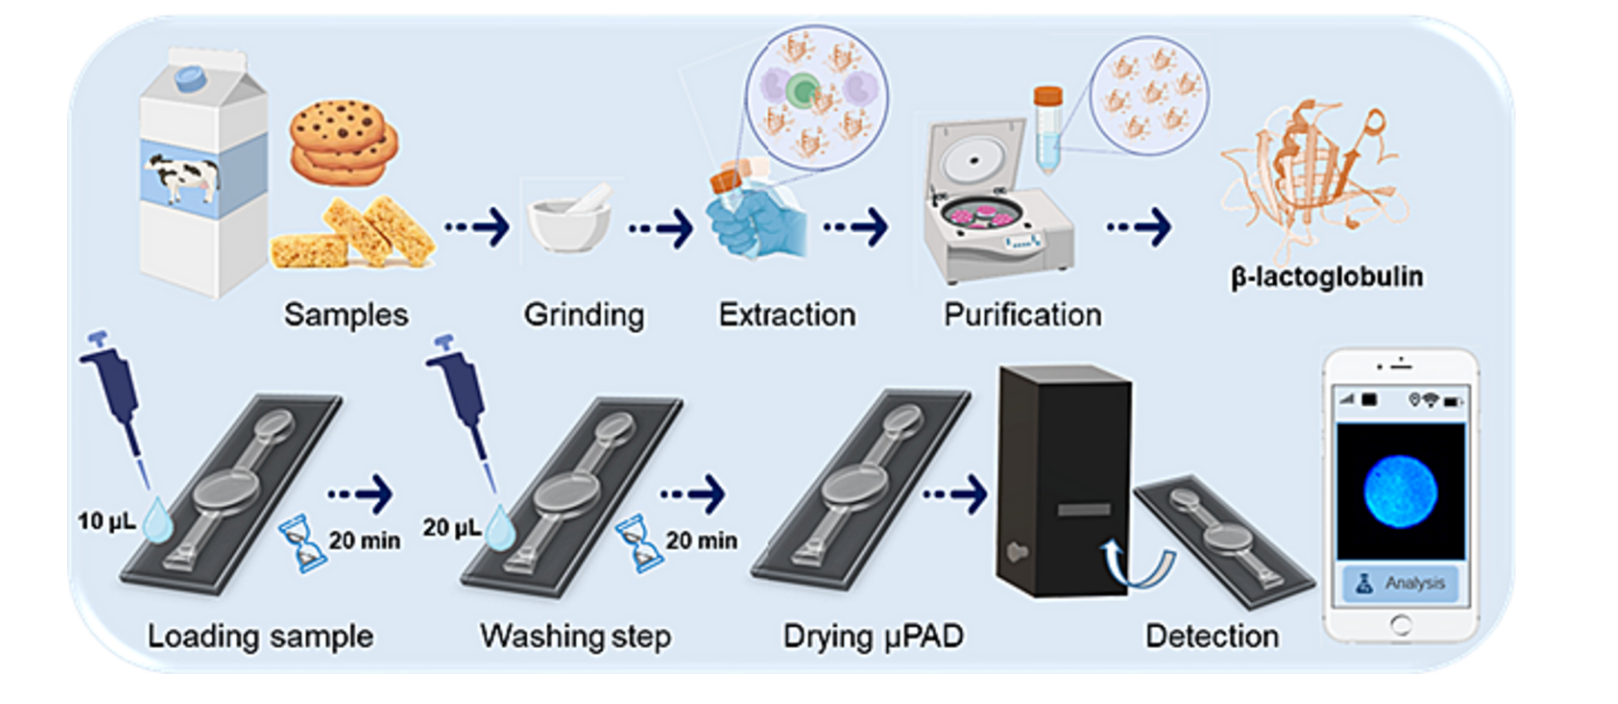 β-lactoglobulin
Samples
Grinding
Extraction
Purification
10 µL
20 min
20 µL
20 min
Analysis
Loading sample
Washing step
Drying µPAD
Detection